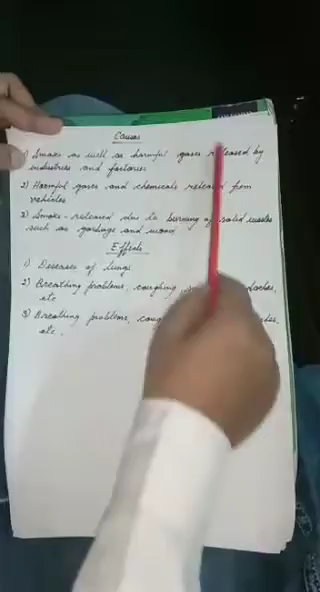 Causes
1) Smoke as well as harmful gases released by
industries and factories
2) Harmful gases and chemicals released from
vehicles
3) Smoke - released due to burning of solid wastes
such as garbage and wood
Effects
1) Diseases of lungs
2) Breathing problems, coughing,
etc
3) Breathing problems,
etc.